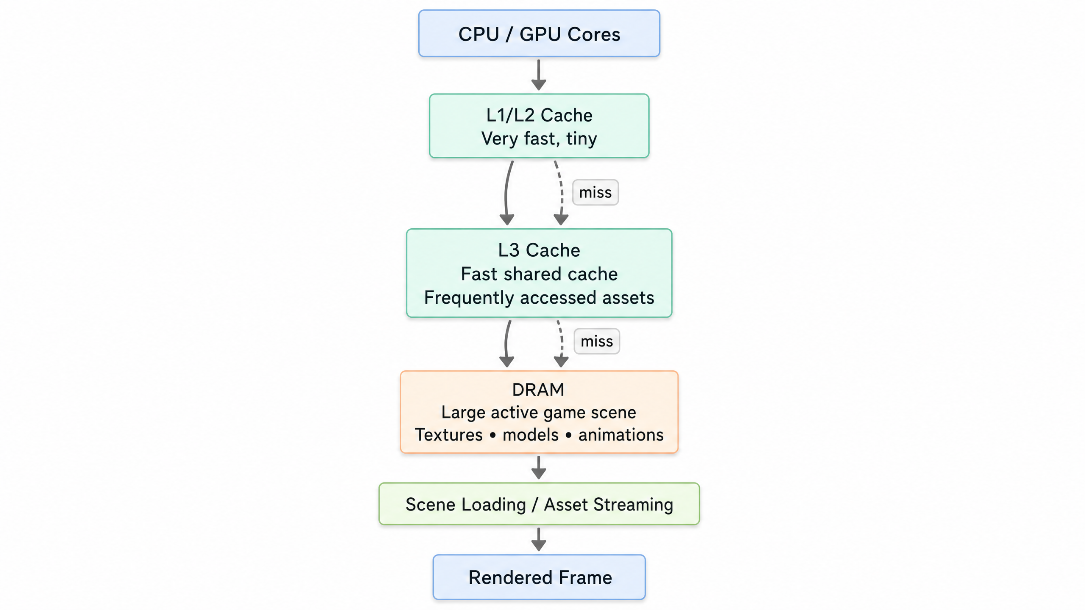 CPU / GPU Cores
L1/L2 Cache
Very fast, tiny
miss
L3 Cache
Fast shared cache
Frequently accessed assets
miss
DRAM
Large active game scene
Textures • models • animations
Scene Loading / Asset Streaming
Rendered Frame